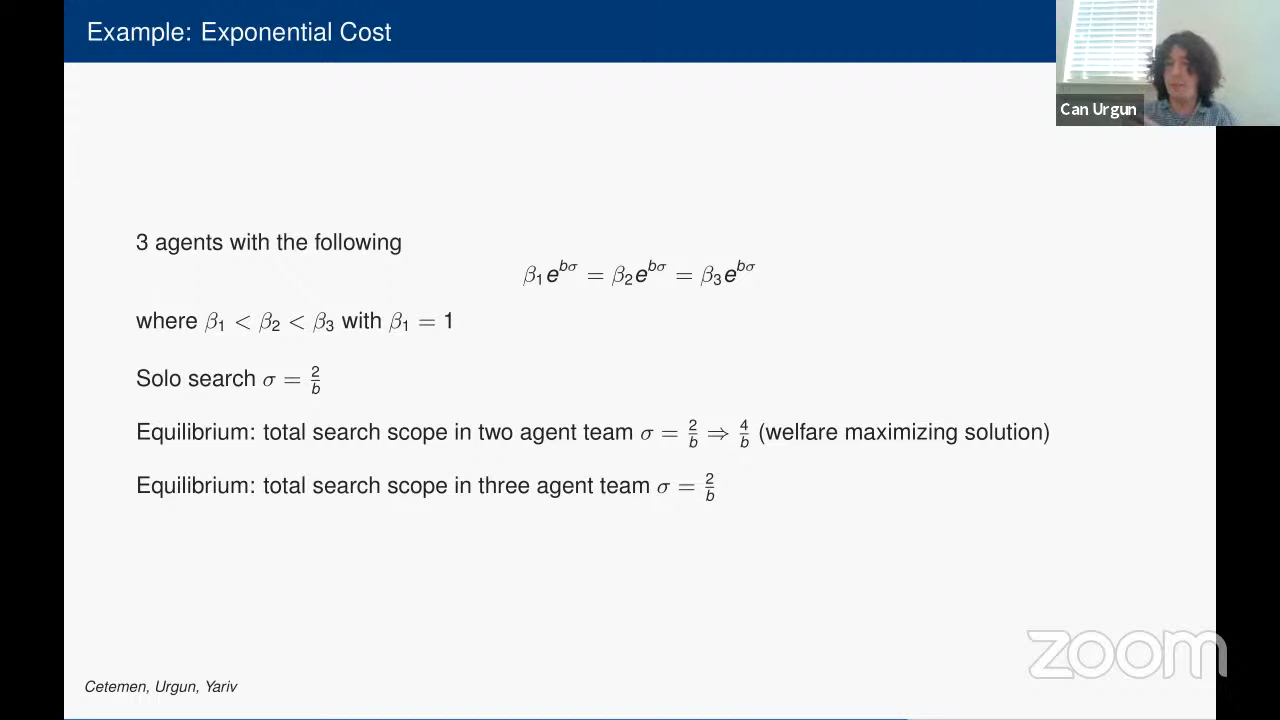 Example: Exponential Cost
Can Urgun
3 agents with the following
β₁e^{bσ} = β₂e^{bσ} = β₃e^{bσ}
where β₁ < β₂ < β₃ with β₁ = 1
Solo search σ = 2/b
Equilibrium: total search scope in two agent team σ = 2/b ⇒ 4/b (welfare maximizing solution)
Equilibrium: total search scope in three agent team σ = 2/b
zoom
Cetemen, Urgun, Yariv